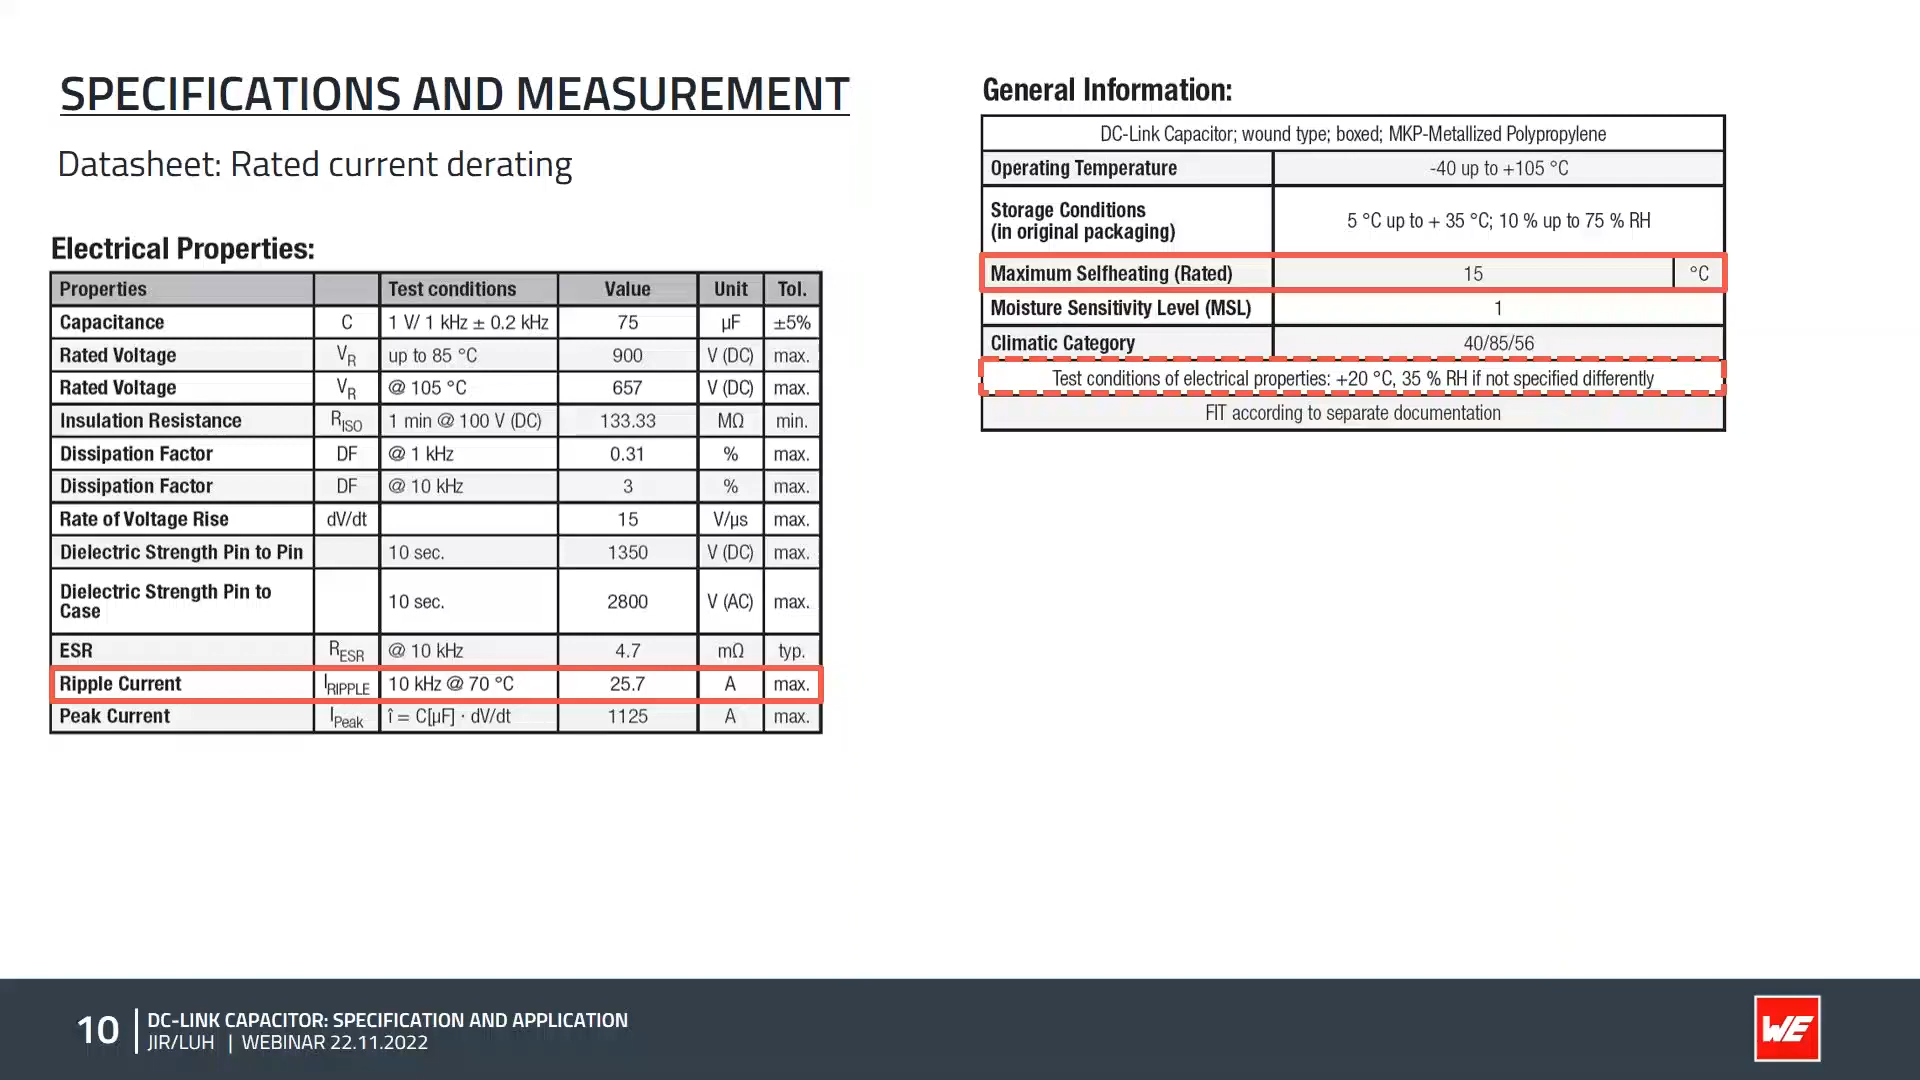 SPECIFICATIONS AND MEASUREMENT
Datasheet: Rated current derating
Electrical Properties:
Properties Test conditions Value Unit Tol.
Capacitance C 1 V/ 1 kHz ± 0.2 kHz 75 µF ±5%
Rated Voltage VR up to 85 °C 900 V (DC) max.
Rated Voltage VR @ 105 °C 657 V (DC) max.
Insulation Resistance RISO 1 min @ 100 V (DC) 133.33 MΩ min.
Dissipation Factor DF @ 1 kHz 0.31 % max.
Dissipation Factor DF @ 10 kHz 3 % max.
Rate of Voltage Rise dV/dt 15 V/µs max.
Dielectric Strength Pin to Pin 10 sec. 1350 V (DC) max.
Dielectric Strength Pin to
Case 10 sec. 2800 V (AC) max.
ESR RESR @ 10 kHz 4.7 mΩ typ.
Ripple Current IRIPPLE 10 kHz @ 70 °C 25.7 A max.
Peak Current IPeak î = C[µF] · dV/dt 1125 A max.
General Information:
DC-Link Capacitor; wound type; boxed; MKP-Metallized Polypropylene
Operating Temperature -40 up to +105 °C
Storage Conditions
(in original packaging) 5 °C up to + 35 °C; 10 % up to 75 % RH
Maximum Selfheating (Rated) 15 °C
Moisture Sensitivity Level (MSL) 1
Climatic Category 40/85/56
Test conditions of electrical properties: +20 °C, 35 % RH if not specified differently
FIT according to separate documentation
10 DC-LINK CAPACITOR: SPECIFICATION AND APPLICATION
JIR/LUH | WEBINAR 22.11.2022
WE